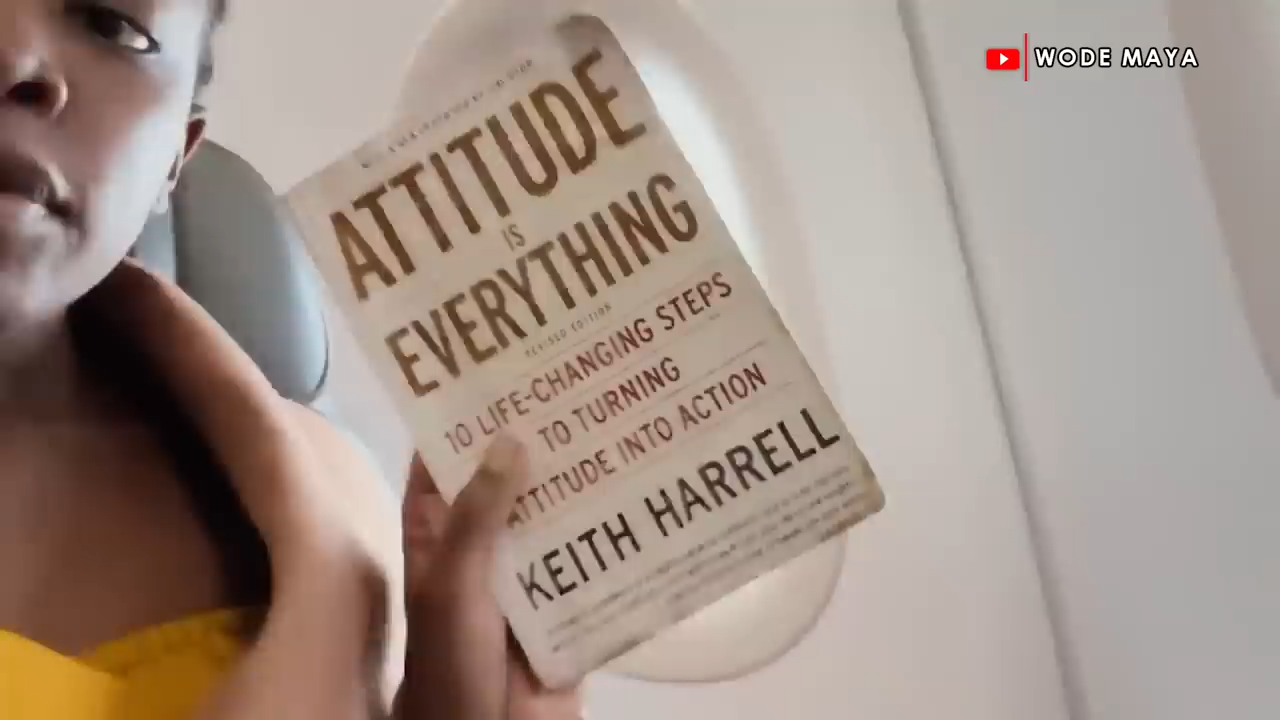 WODE MAYA
ATTITUDE
IS
EVERYTHING
REVISED EDITION
10 LIFE-CHANGING STEPS
TO TURNING
ATTITUDE INTO ACTION
KEITH HARRELL